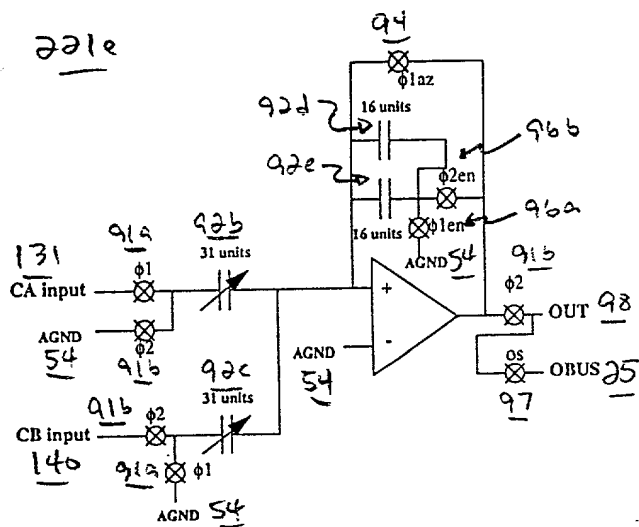 94
221e
φ1az
92d
16 units
96b
92e
φ2en
96a
16 units
φ1en
91a
92b
AGND 54
91b
131
φ1
31 units
φ2
CA input
+
OUT 98
AGND
φ2
AGND
-
os
OBUS 25
54
91b
92c
54
97
91b
φ2
31 units
CB input
140
91a
φ1
AGND 54